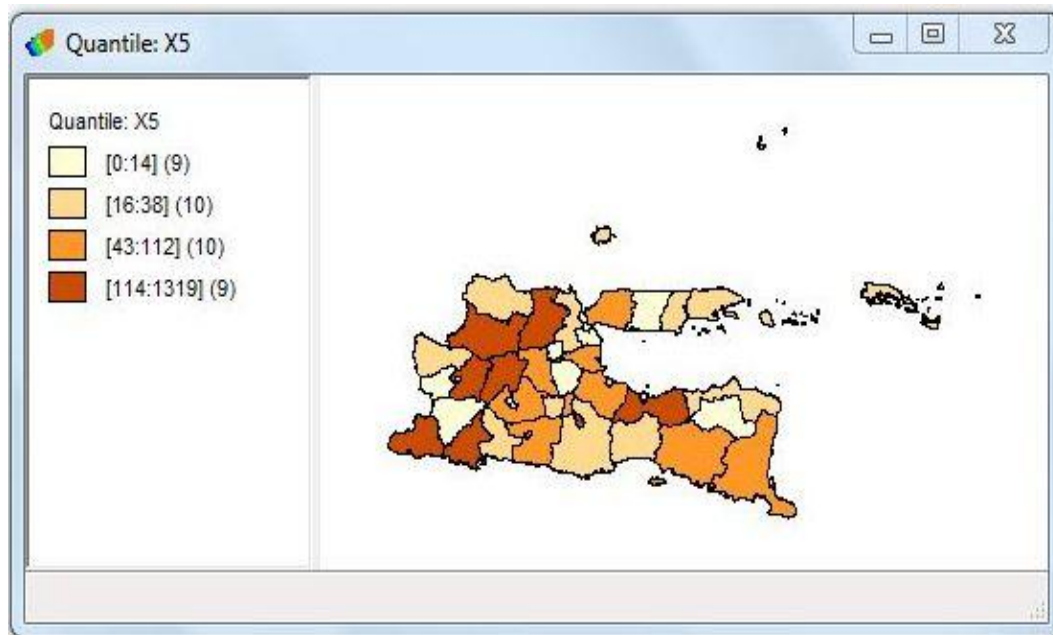 Quantile: X5
Quantile: X5
[0:14] (9)
[16:38] (10)
[43:112] (10)
[114:1319] (9)